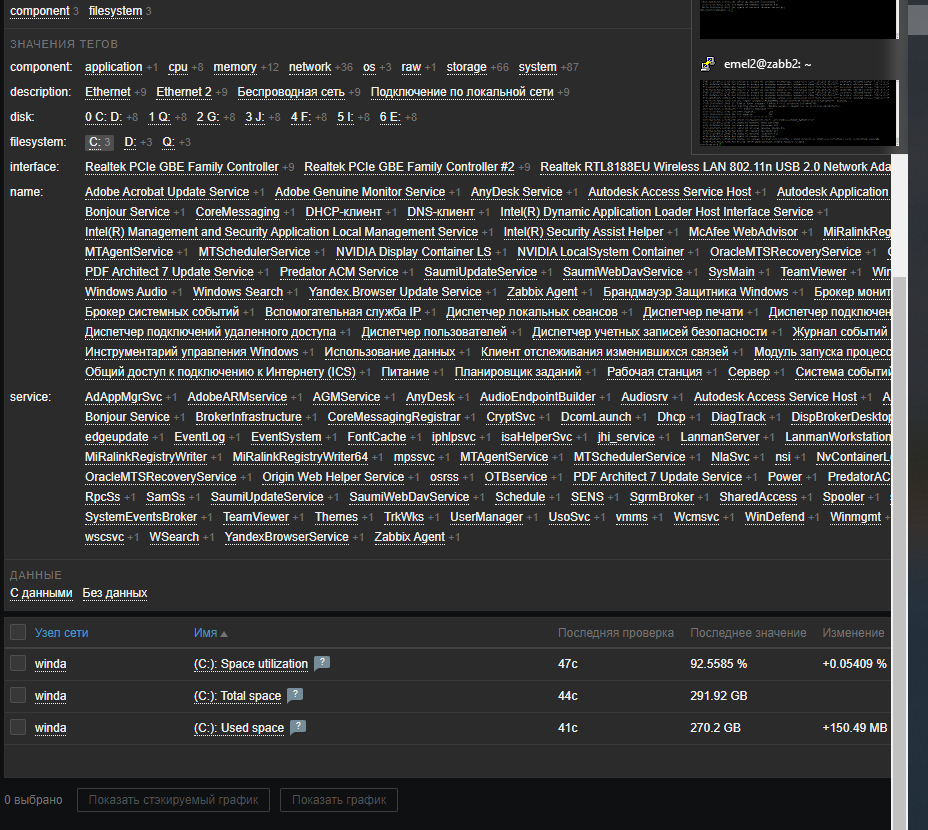 component 3 filesystem 3
emel2@zabb2: ~
ЗНАЧЕНИЯ ТЕГОВ
component: application +1 cpu +8 memory +12 network +36 os +3 raw +1 storage +66 system +87
description: Ethernet +9 Ethernet 2 +9 Беспроводная сеть +9 Подключение по локальной сети +9
disk: 0 C: D: +8 1 Q: +8 2 G: +8 3 J: +8 4 F: +8 5 I: +8 6 E: +8
filesystem: C: 3 D: +3 Q: +3
interface: Realtek PCIe GBE Family Controller +9 Realtek PCIe GBE Family Controller #2 +9 Realtek RTL8188EU Wireless LAN 802.11n USB 2.0 Network Ada
name: Adobe Acrobat Update Service +1 Adobe Genuine Monitor Service +1 AnyDesk Service +1 Autodesk Access Service Host +1 Autodesk Application
Bonjour Service +1 CoreMessaging +1 DHCP-клиент +1 DNS-клиент +1 Intel(R) Dynamic Application Loader Host Interface Service +1
Intel(R) Management and Security Application Local Management Service +1 Intel(R) Security Assist Helper +1 McAfee WebAdvisor +1 MiRalinkReg
MTAgentService +1 MTSchedulerService +1 NVIDIA Display Container LS +1 NVIDIA LocalSystem Container +1 OracleMTSRecoveryService +1
PDF Architect 7 Update Service +1 Predator ACM Service +1 SaumiUpdateService +1 SaumiWebDavService +1 SysMain +1 TeamViewer +1 Win
Windows Audio +1 Windows Search +1 Yandex.Browser Update Service +1 Zabbix Agent +1 Брандмауэр Защитника Windows +1 Брокер монит
Брокер системных событий +1 Вспомогательная служба IP +1 Диспетчер локальных сеансов +1 Диспетчер печати +1 Диспетчер подключен
Диспетчер подключений удаленного доступа +1 Диспетчер пользователей +1 Диспетчер учетных записей безопасности +1 Журнал событий
Инструментарий управления Windows +1 Использование данных +1 Клиент отслеживания изменившихся связей +1 Модуль запуска процесс
Общий доступ к подключению к Интернету (ICS) +1 Питание +1 Планировщик заданий +1 Рабочая станция +1 Сервер +1 Система событий
service: AdAppMgrSvc +1 AdobeARMservice +1 AGMService +1 AnyDesk +1 AudioEndpointBuilder +1 Audiosrv +1 Autodesk Access Service Host +1 A
Bonjour Service +1 BrokerInfrastructure +1 CoreMessagingRegistrar +1 CryptSvc +1 DcomLaunch +1 Dhcp +1 DiagTrack +1 DispBrokerDesktop
edgeupdate +1 EventLog +1 EventSystem +1 FontCache +1 iphlpsvc +1 isaHelperSvc +1 jhi_service +1 LanmanServer +1 LanmanWorkstation
MiRalinkRegistryWriter +1 MiRalinkRegistryWriter64 +1 mpssvc +1 MTAgentService +1 MTSchedulerService +1 NlaSvc +1 nsi +1 NvContainerL
OracleMTSRecoveryService +1 Origin Web Helper Service +1 osrss +1 OTBService +1 PDF Architect 7 Update Service +1 Power +1 PredatorAC
RpcSs +1 SamSs +1 SaumiUpdateService +1 SaumiWebDavService +1 Schedule +1 SENS +1 SgrmBroker +1 SharedAccess +1 Spooler +1
SystemEventsBroker +1 TeamViewer +1 Themes +1 TrkWks +1 UserManager +1 UsoSvc +1 vmms +1 Wcmsvc +1 WinDefend +1 Winmgmt +
wscsvc +1 WSearch +1 YandexBrowserService +1 Zabbix Agent +1
ДАННЫЕ
С данными Без данных
Узел сети Имя Последняя проверка Последнее значение Изменение
winda (C:): Space utilization ? 47с 92.5585 % +0.05409 %
winda (C:): Total space ? 44с 291.92 GB
winda (C:): Used space ? 41с 270.2 GB +150.49 MB
0 выбрано Показать стэкируемый график Показать график